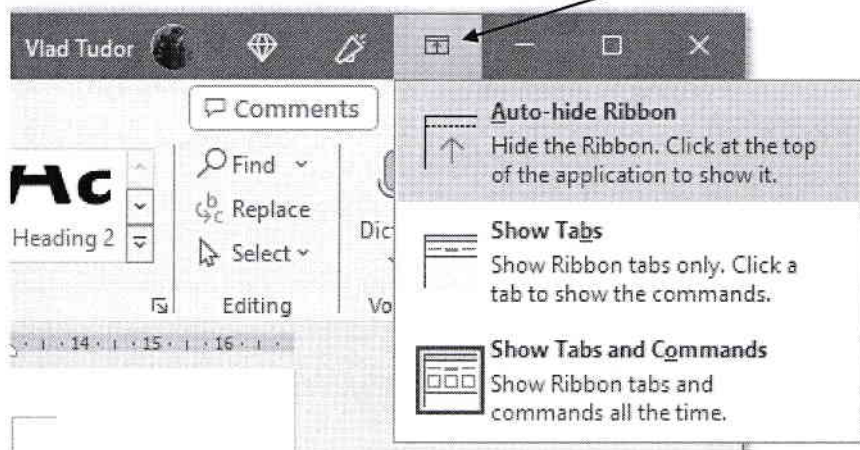 Vlad Tudor
Comments
Find
Replace
Select
Heading 2
Editing
Dic
Vo
14 · 15 · 16
Auto-hide Ribbon
Hide the Ribbon. Click at the top
of the application to show it.
Show Tabs
Show Ribbon tabs only. Click a
tab to show the commands.
Show Tabs and Commands
Show Ribbon tabs and
commands all the time.